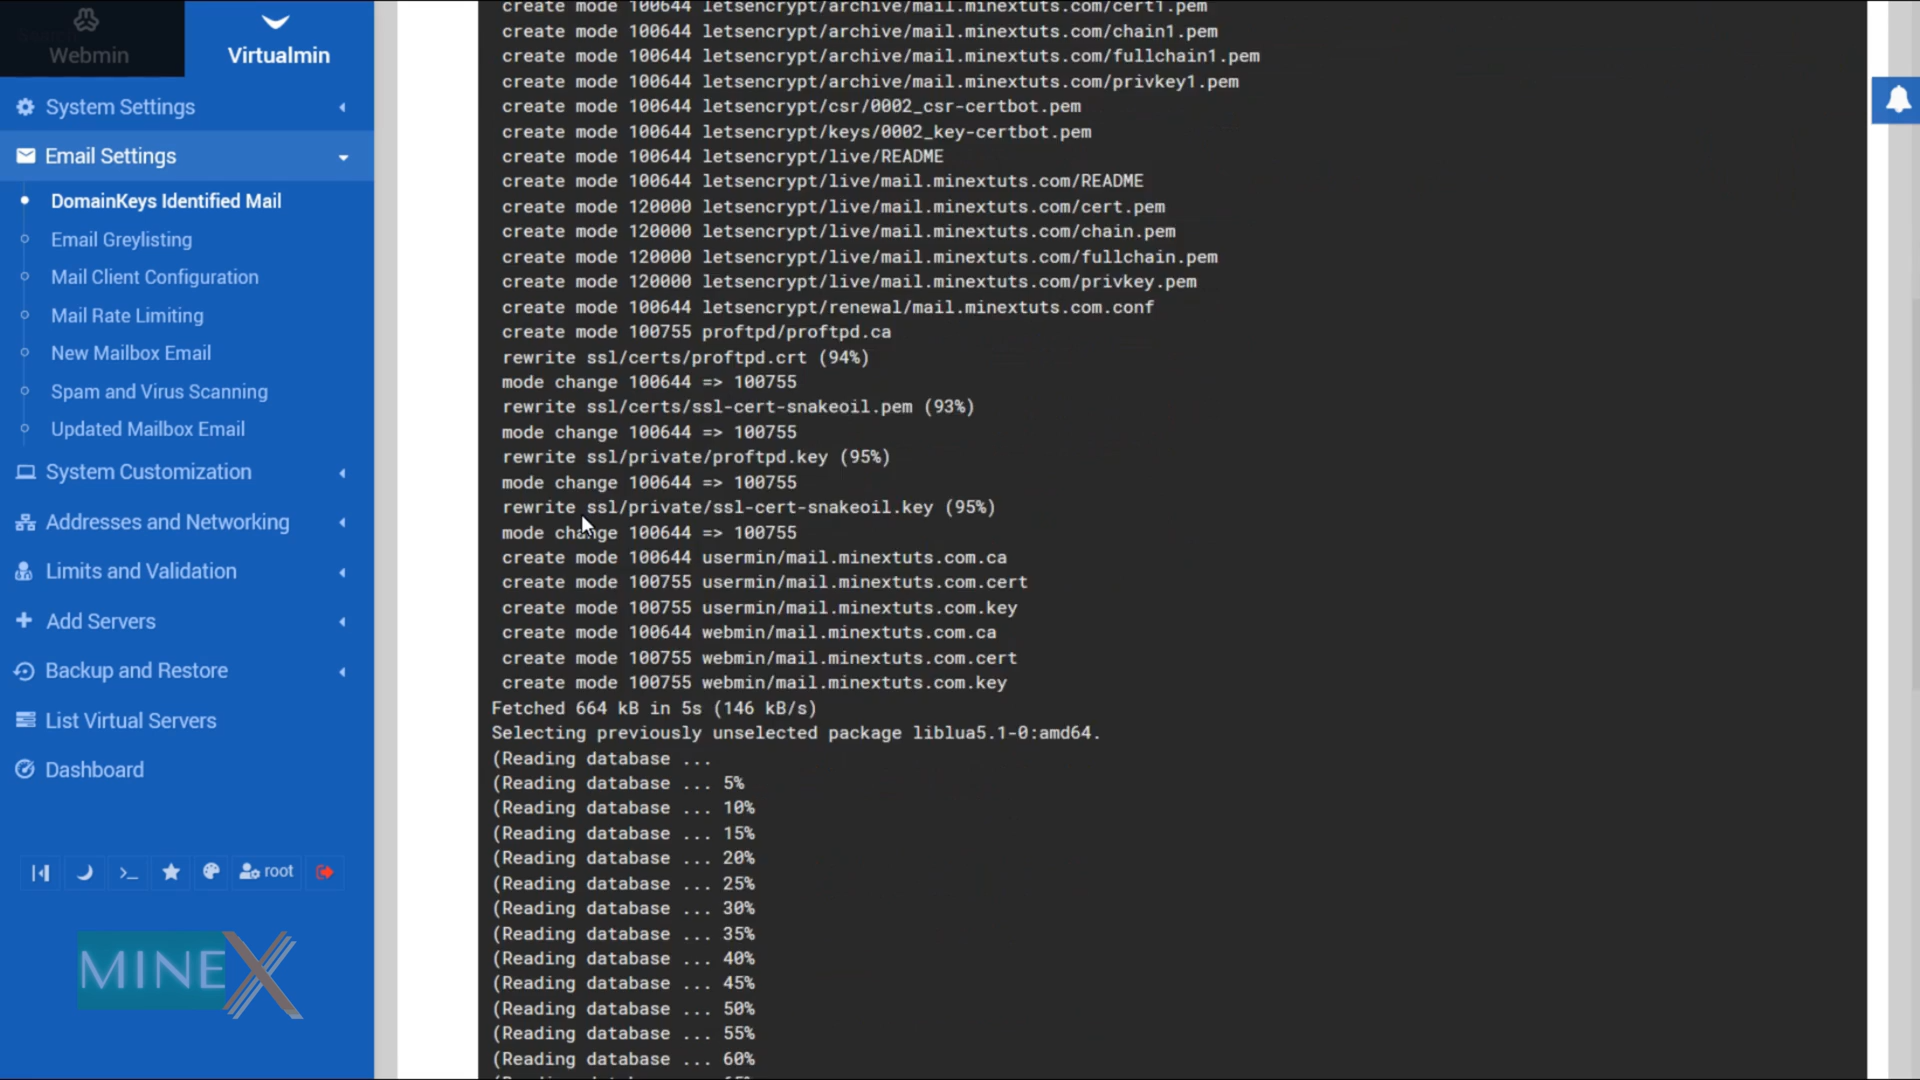 Webmin
Virtualmin
System Settings
Email Settings
DomainKeys Identified Mail
Email Greylisting
Mail Client Configuration
Mail Rate Limiting
New Mailbox Email
Spam and Virus Scanning
Updated Mailbox Email
System Customization
Addresses and Networking
Limits and Validation
Add Servers
Backup and Restore
List Virtual Servers
Dashboard
>_
root
MINEX
create mode 100644 letsencrypt/archive/mail.minextuts.com/cert1.pem
create mode 100644 letsencrypt/archive/mail.minextuts.com/chain1.pem
create mode 100644 letsencrypt/archive/mail.minextuts.com/fullchain1.pem
create mode 100644 letsencrypt/archive/mail.minextuts.com/privkey1.pem
create mode 100644 letsencrypt/csr/0002_csr-certbot.pem
create mode 100644 letsencrypt/keys/0002_key-certbot.pem
create mode 100644 letsencrypt/live/README
create mode 100644 letsencrypt/live/mail.minextuts.com/README
create mode 120000 letsencrypt/live/mail.minextuts.com/cert.pem
create mode 120000 letsencrypt/live/mail.minextuts.com/chain.pem
create mode 120000 letsencrypt/live/mail.minextuts.com/fullchain.pem
create mode 120000 letsencrypt/live/mail.minextuts.com/privkey.pem
create mode 100644 letsencrypt/renewal/mail.minextuts.com.conf
create mode 100755 proftpd/proftpd.ca
rewrite ssl/certs/proftpd.crt (94%)
mode change 100644 => 100755
rewrite ssl/certs/ssl-cert-snakeoil.pem (93%)
mode change 100644 => 100755
rewrite ssl/private/proftpd.key (95%)
mode change 100644 => 100755
rewrite ssl/private/ssl-cert-snakeoil.key (95%)
mode change 100644 => 100755
create mode 100644 usermin/mail.minextuts.com.ca
create mode 100755 usermin/mail.minextuts.com.cert
create mode 100755 usermin/mail.minextuts.com.key
create mode 100644 webmin/mail.minextuts.com.ca
create mode 100755 webmin/mail.minextuts.com.cert
create mode 100755 webmin/mail.minextuts.com.key
Fetched 664 kB in 5s (146 kB/s)
Selecting previously unselected package liblua5.1-0:amd64.
(Reading database ...
(Reading database ... 5%
(Reading database ... 10%
(Reading database ... 15%
(Reading database ... 20%
(Reading database ... 25%
(Reading database ... 30%
(Reading database ... 35%
(Reading database ... 40%
(Reading database ... 45%
(Reading database ... 50%
(Reading database ... 55%
(Reading database ... 60%